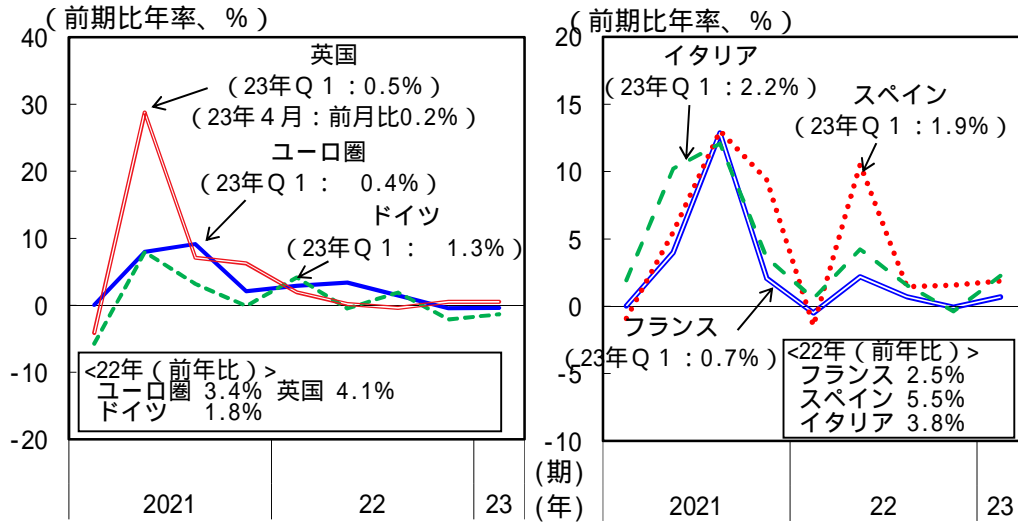 （前期比年率、％）
40
30
20
10
0
-10
-20
英国
（23年Ｑ１：0.5%）
（23年４月：前月比0.2%）
ユーロ圏
（23年Ｑ１：　0.4%）
ドイツ
（23年Ｑ１：　1.3%）
<22年（前年比）>
ユーロ圏 3.4% 英国 4.1%
ドイツ　 1.8%
2021
22
23
（前期比年率、％）
20
15
10
5
0
-5
-10
イタリア
（23年Ｑ１：2.2%）
スペイン
（23年Ｑ１：1.9%）
フランス
（23年Ｑ１：0.7%）
<22年（前年比）>
フランス 2.5%
スペイン 5.5%
イタリア 3.8%
(期)
(年)
2021
22
23